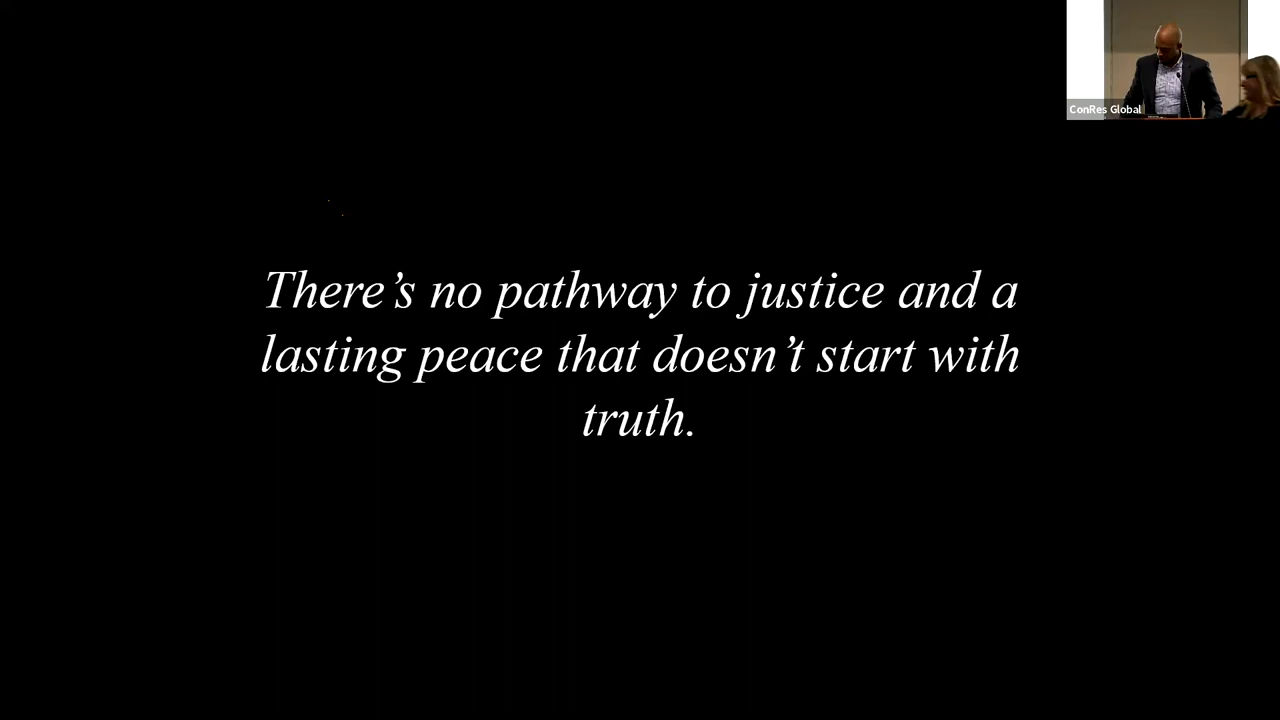 ConRes Global
There’s no pathway to justice and a
lasting peace that doesn’t start with
truth.